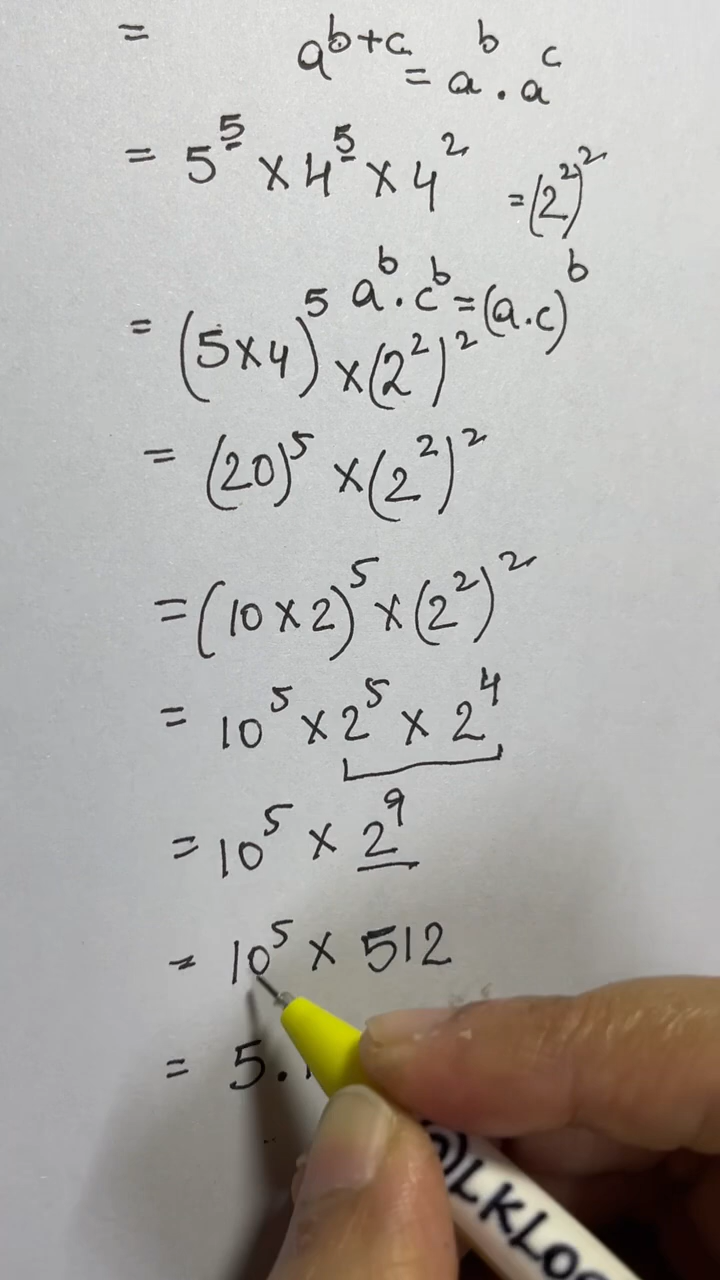 =
a^{b+c} = a^b . a^c
= 5^5 × 4^5 × 4^2 = (2^2)^2
a^b . c^b = (a.c)^b
= (5×4)^5 × (2^2)^2
= (20)^5 × (2^2)^2
= (10×2)^5 × (2^2)^2
= 10^5 × 2^5 × 2^4
= 10^5 × 2^9
= 10^5 × 512
= 5.